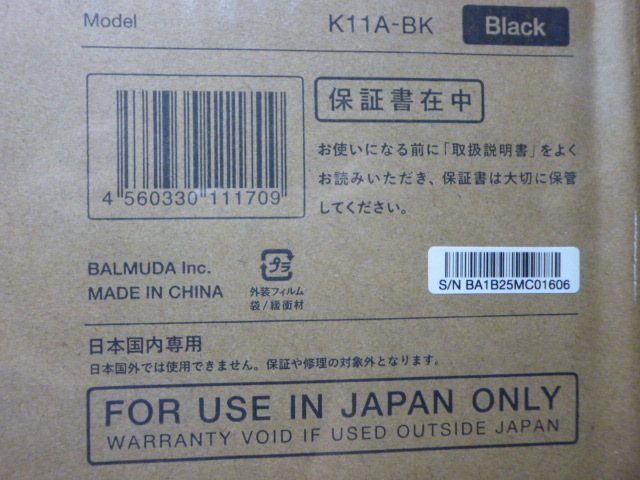 Model K11A-BK Black
4 560330 111709
保証書在中
お使いになる前に「取扱説明書」をよく
お読みいただき、保証書は大切に保管
してください。
BALMUDA Inc.
MADE IN CHINA
プラ
外装フィルム
袋/緩衝材
S/N BA1B25MC01606
日本国内専用
日本国外では使用できません。保証や修理の対象外となります。
FOR USE IN JAPAN ONLY
WARRANTY VOID IF USED OUTSIDE JAPAN